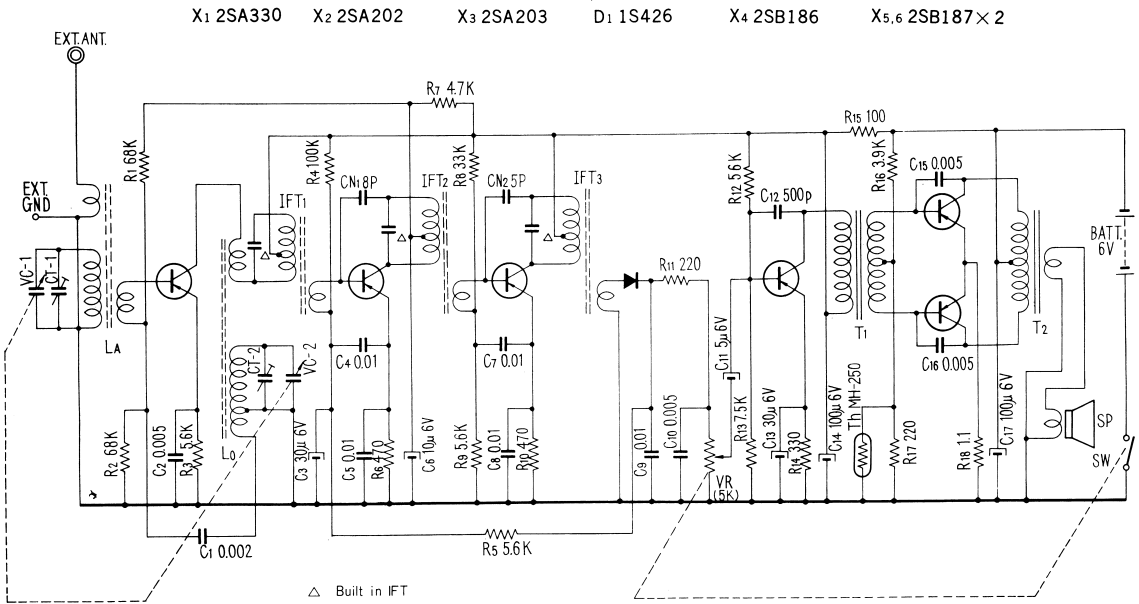 X1 2SA330 X2 2SA202 X3 2SA203 D1 1S426 X4 2SB186 X5,6 2SB187×2
EXT.ANT.
R7 4.7K
R15 100
R1 68K
R4 100K
R8 33K
R12 5.6K
R16 3.9K
C15 0.005
CN1 8P
IFT2
CN2 5P
IFT3
C12 500p
EXT.
GND
IFT1
BATT.
6V
VC-1
CT-1
△
△
△
R11 220
LA
T1
T2
C4 0.01
C7 0.01
C11 5µ6V
C16 0.005
CT-2
VC-2
Th MH-250
R2 68K
C2 0.005
R3 5.6K
LO
C3 30µ 6V
C5 0.01
R6 470
C6 10µ 6V
R9 5.6K
C8 0.01
R10 470
C9 0.01
C10 0.005
VR
(5K)
R13 7.5K
C13 30µ 6V
R14 330
C14 100µ 6V
R17 220
R18 1.1
C17 100µ 6V
SP
SW
C1 0.002
R5 5.6K
△ Built in IFT